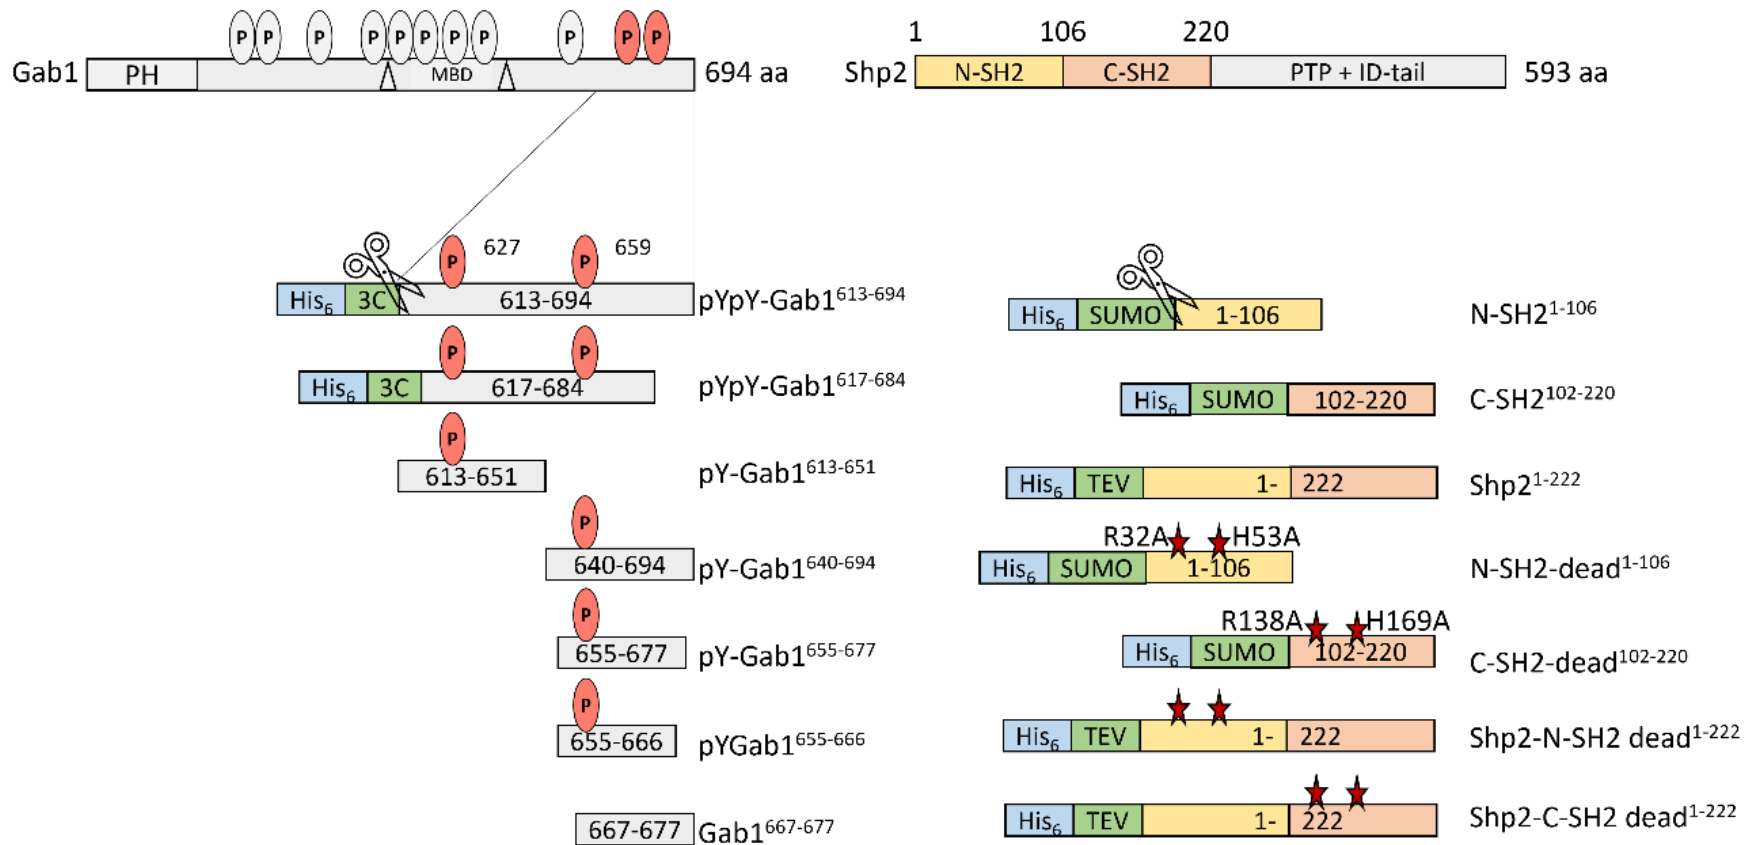 P P P P P P P P P P P
Gab1 PH MBD 694 aa
1 106 220
Shp2 N-SH2 C-SH2 PTP + ID-tail 593 aa
P 627 P 659
His6 3C 613-694 pYpY-Gab1613-694
P P
His6 3C 617-684 pYpY-Gab1617-684
P
613-651 pY-Gab1613-651
P
640-694 pY-Gab1640-694
P
655-677 pY-Gab1655-677
P
655-666 pYGab1655-666
667-677 Gab1667-677
His6 SUMO 1-106 N-SH21-106
His6 SUMO 102-220 C-SH2102-220
His6 TEV 1- 222 Shp21-222
R32A H53A
His6 SUMO 1-106 N-SH2-dead1-106
R138A H169A
His6 SUMO 102-220 C-SH2-dead102-220
His6 TEV 1- 222 Shp2-N-SH2 dead1-222
His6 TEV 1- 222 Shp2-C-SH2 dead1-222